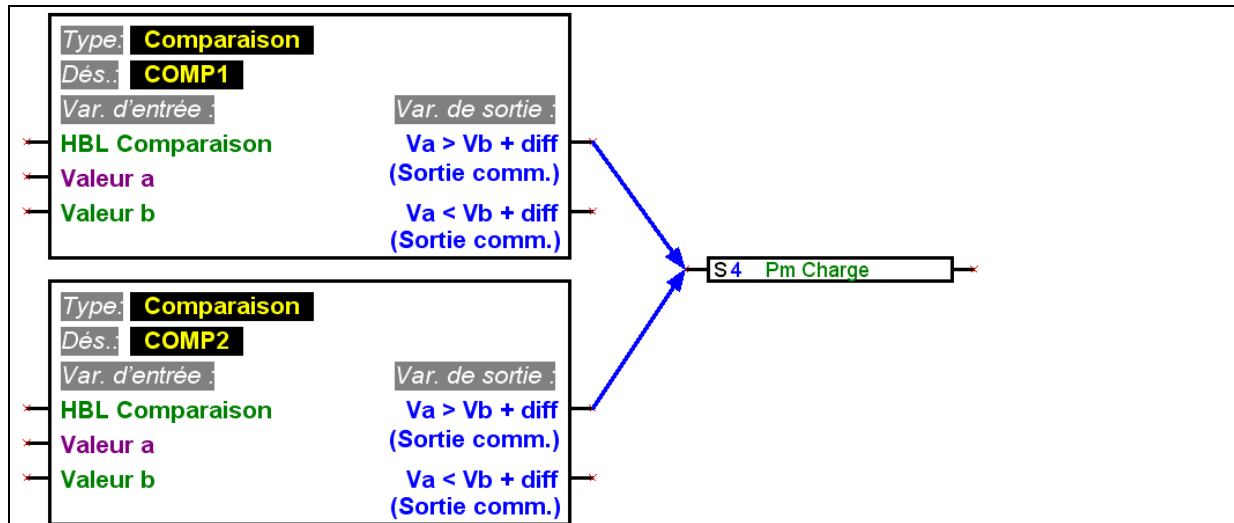 Type: Comparaison
Dés.: COMP1
Var. d'entrée : Var. de sortie :
HBL Comparaison Va > Vb + diff
Valeur a (Sortie comm.)
Valeur b Va < Vb + diff
(Sortie comm.)
S4 Pm Charge
Type: Comparaison
Dés.: COMP2
Var. d'entrée : Var. de sortie :
HBL Comparaison Va > Vb + diff
Valeur a (Sortie comm.)
Valeur b Va < Vb + diff
(Sortie comm.)